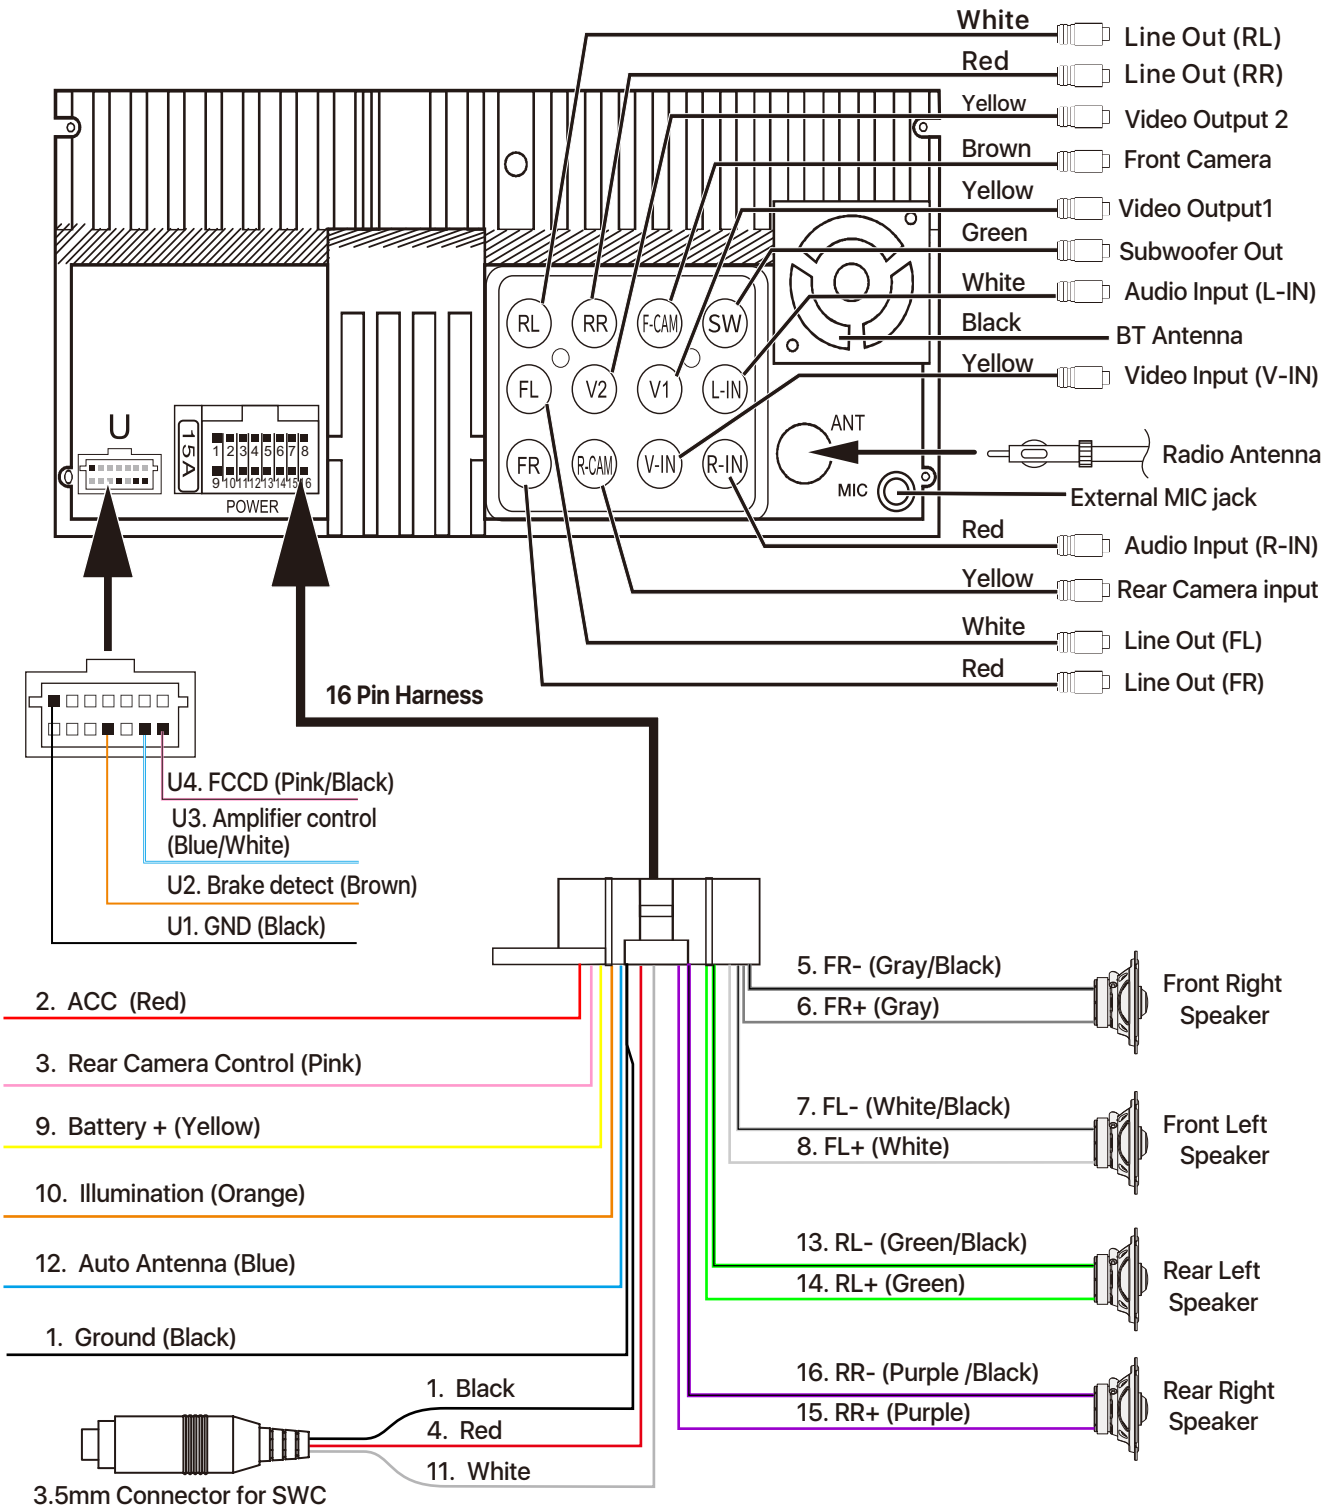 White
Line Out (RL)
Red
Line Out (RR)
Yellow
Video Output 2
Brown
Front Camera
Yellow
Video Output1
Green
Subwoofer Out
White
Audio Input (L-IN)
Black
BT Antenna
Yellow
Video Input (V-IN)
RL RR F-CAM SW
FL V2 V1 L-IN
FR R-CAM V-IN R-IN
ANT
MIC
U
15A
1 2 3 4 5 6 7 8
9 10 11 12 13 14 15 16
POWER
Radio Antenna
External MIC jack
Red
Audio Input (R-IN)
Yellow
Rear Camera input
White
Line Out (FL)
Red
Line Out (FR)
16 Pin Harness
U4. FCCD (Pink/Black)
U3. Amplifier control
(Blue/White)
U2. Brake detect (Brown)
U1. GND (Black)
2. ACC (Red)
3. Rear Camera Control (Pink)
9. Battery + (Yellow)
10. Illumination (Orange)
12. Auto Antenna (Blue)
1. Ground (Black)
1. Black
4. Red
11. White
3.5mm Connector for SWC
5. FR- (Gray/Black)
6. FR+ (Gray)
Front Right
Speaker
7. FL- (White/Black)
8. FL+ (White)
Front Left
Speaker
13. RL- (Green/Black)
14. RL+ (Green)
Rear Left
Speaker
16. RR- (Purple /Black)
15. RR+ (Purple)
Rear Right
Speaker